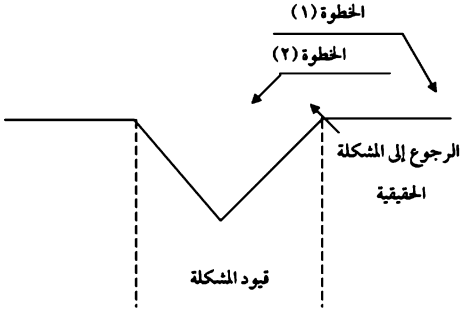 الخطوة (١)
الخطوة (٢)
الرجوع إلى المشكلة
الحقيقية
قيود المشكلة